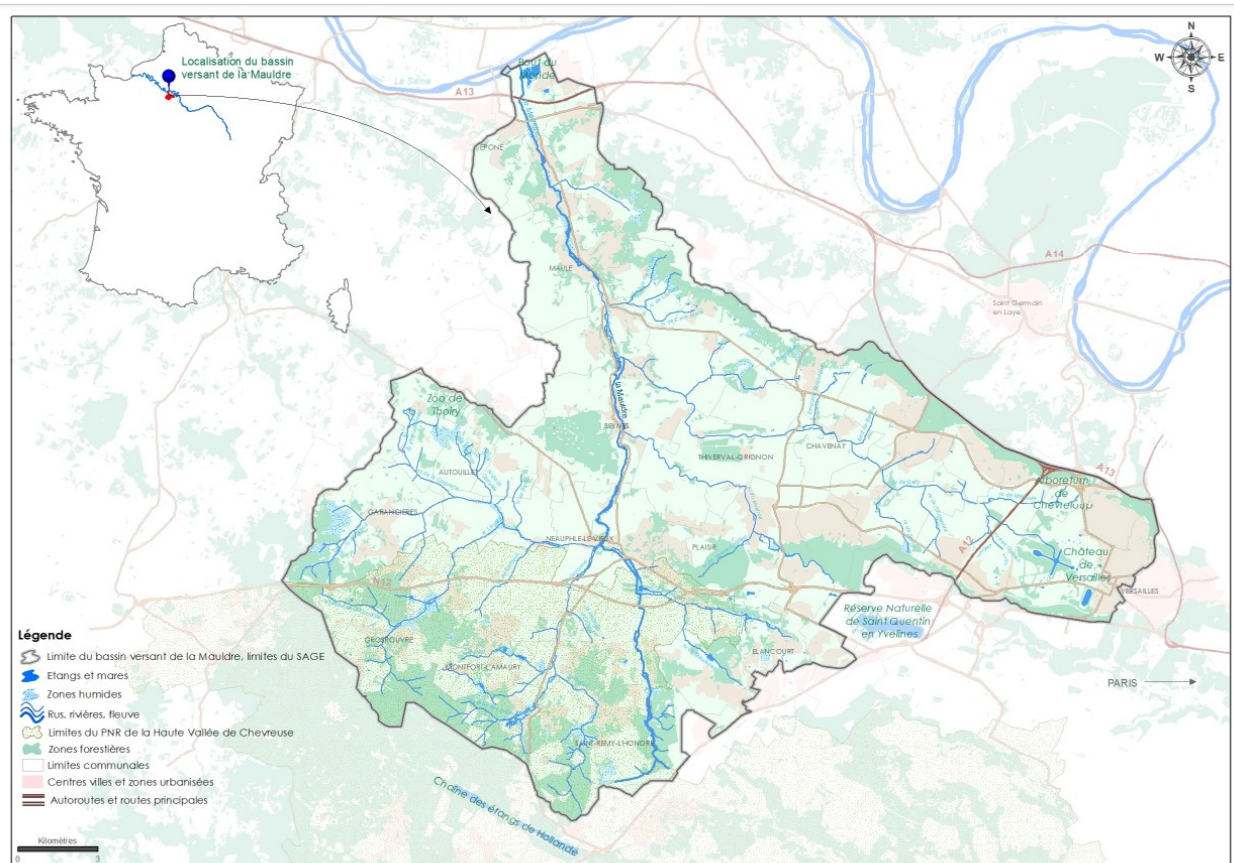 Localisation du bassin
versant de la Mauldre
N
W
E
S
La Seine
La Seine
Bout du
Monde
A13
EPONE
MAULE
A14
Saint Germain
en Laye
Zoo de
Thoiry
la Mauldre
BEYNES
AUTOUILLET
THIVERVAL-GRIGNON
CHAVENAY
A13
Arboretum
de
Chevreloup
GARANCIERES
NEAUPHLE-LE-VIEUX
PLAISIR
A12
Château
de
Versailles
N12
VERSAILLES
Réserve Naturelle
de Saint Quentin
en Yvelines
GROSROUVRE
MONTFORT-L'AMAURY
ELANCOURT
PARIS
SAINT-REMY-L'HONORE
Chaîne des étangs de Hollande
Légende
Limite du bassin versant de la Mauldre, limites du SAGE
Etangs et mares
Zones humides
Rus, rivières, fleuve
Limites du PNR de la Haute Vallée de Chevreuse
Zones forestières
Limites communales
Centres villes et zones urbanisées
Autoroutes et routes principales
Kilomètres
0
3